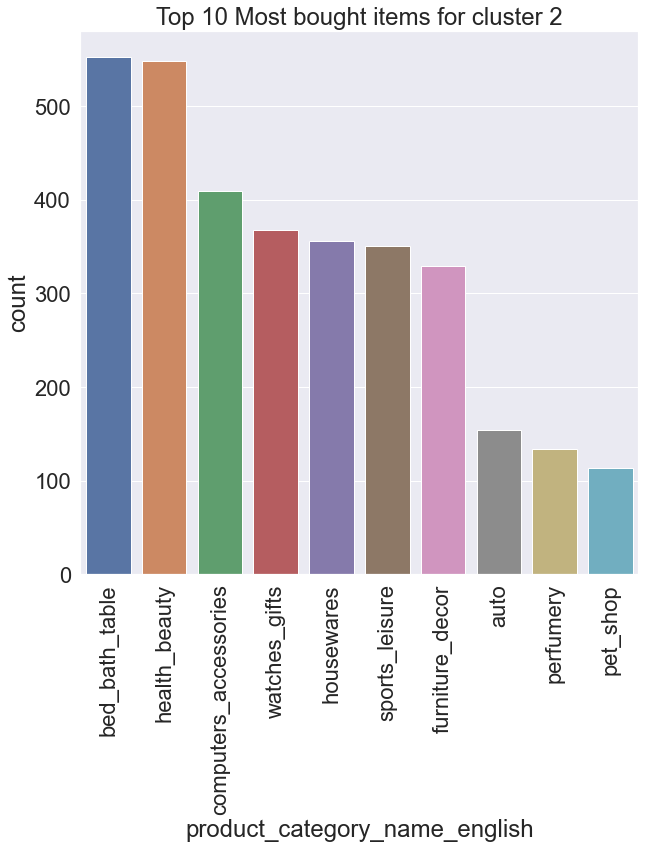 Top 10 Most bought items for cluster 2
count
500
400
300
200
100
0
bed_bath_table
health_beauty
computers_accessories
watches_gifts
housewares
sports_leisure
furniture_decor
auto
perfumery
pet_shop
product_category_name_english